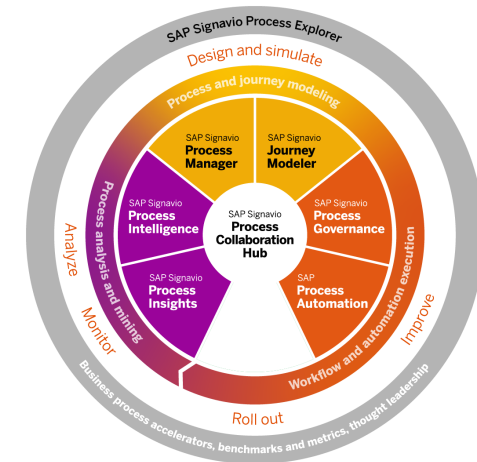 SAP Signavio Process Explorer
Design and simulate
Process and journey modeling
SAP Signavio
Process
Manager
SAP Signavio
Journey
Modeler
SAP Signavio
Process
Intelligence
SAP Signavio
Process
Collaboration
Hub
SAP Signavio
Process
Governance
SAP Signavio
Process
Insights
SAP
Process
Automation
Process analysis and mining
Workflow and automation execution
Analyze
Monitor
Improve
Roll out
Business process accelerators, benchmarks and metrics, thought leadership